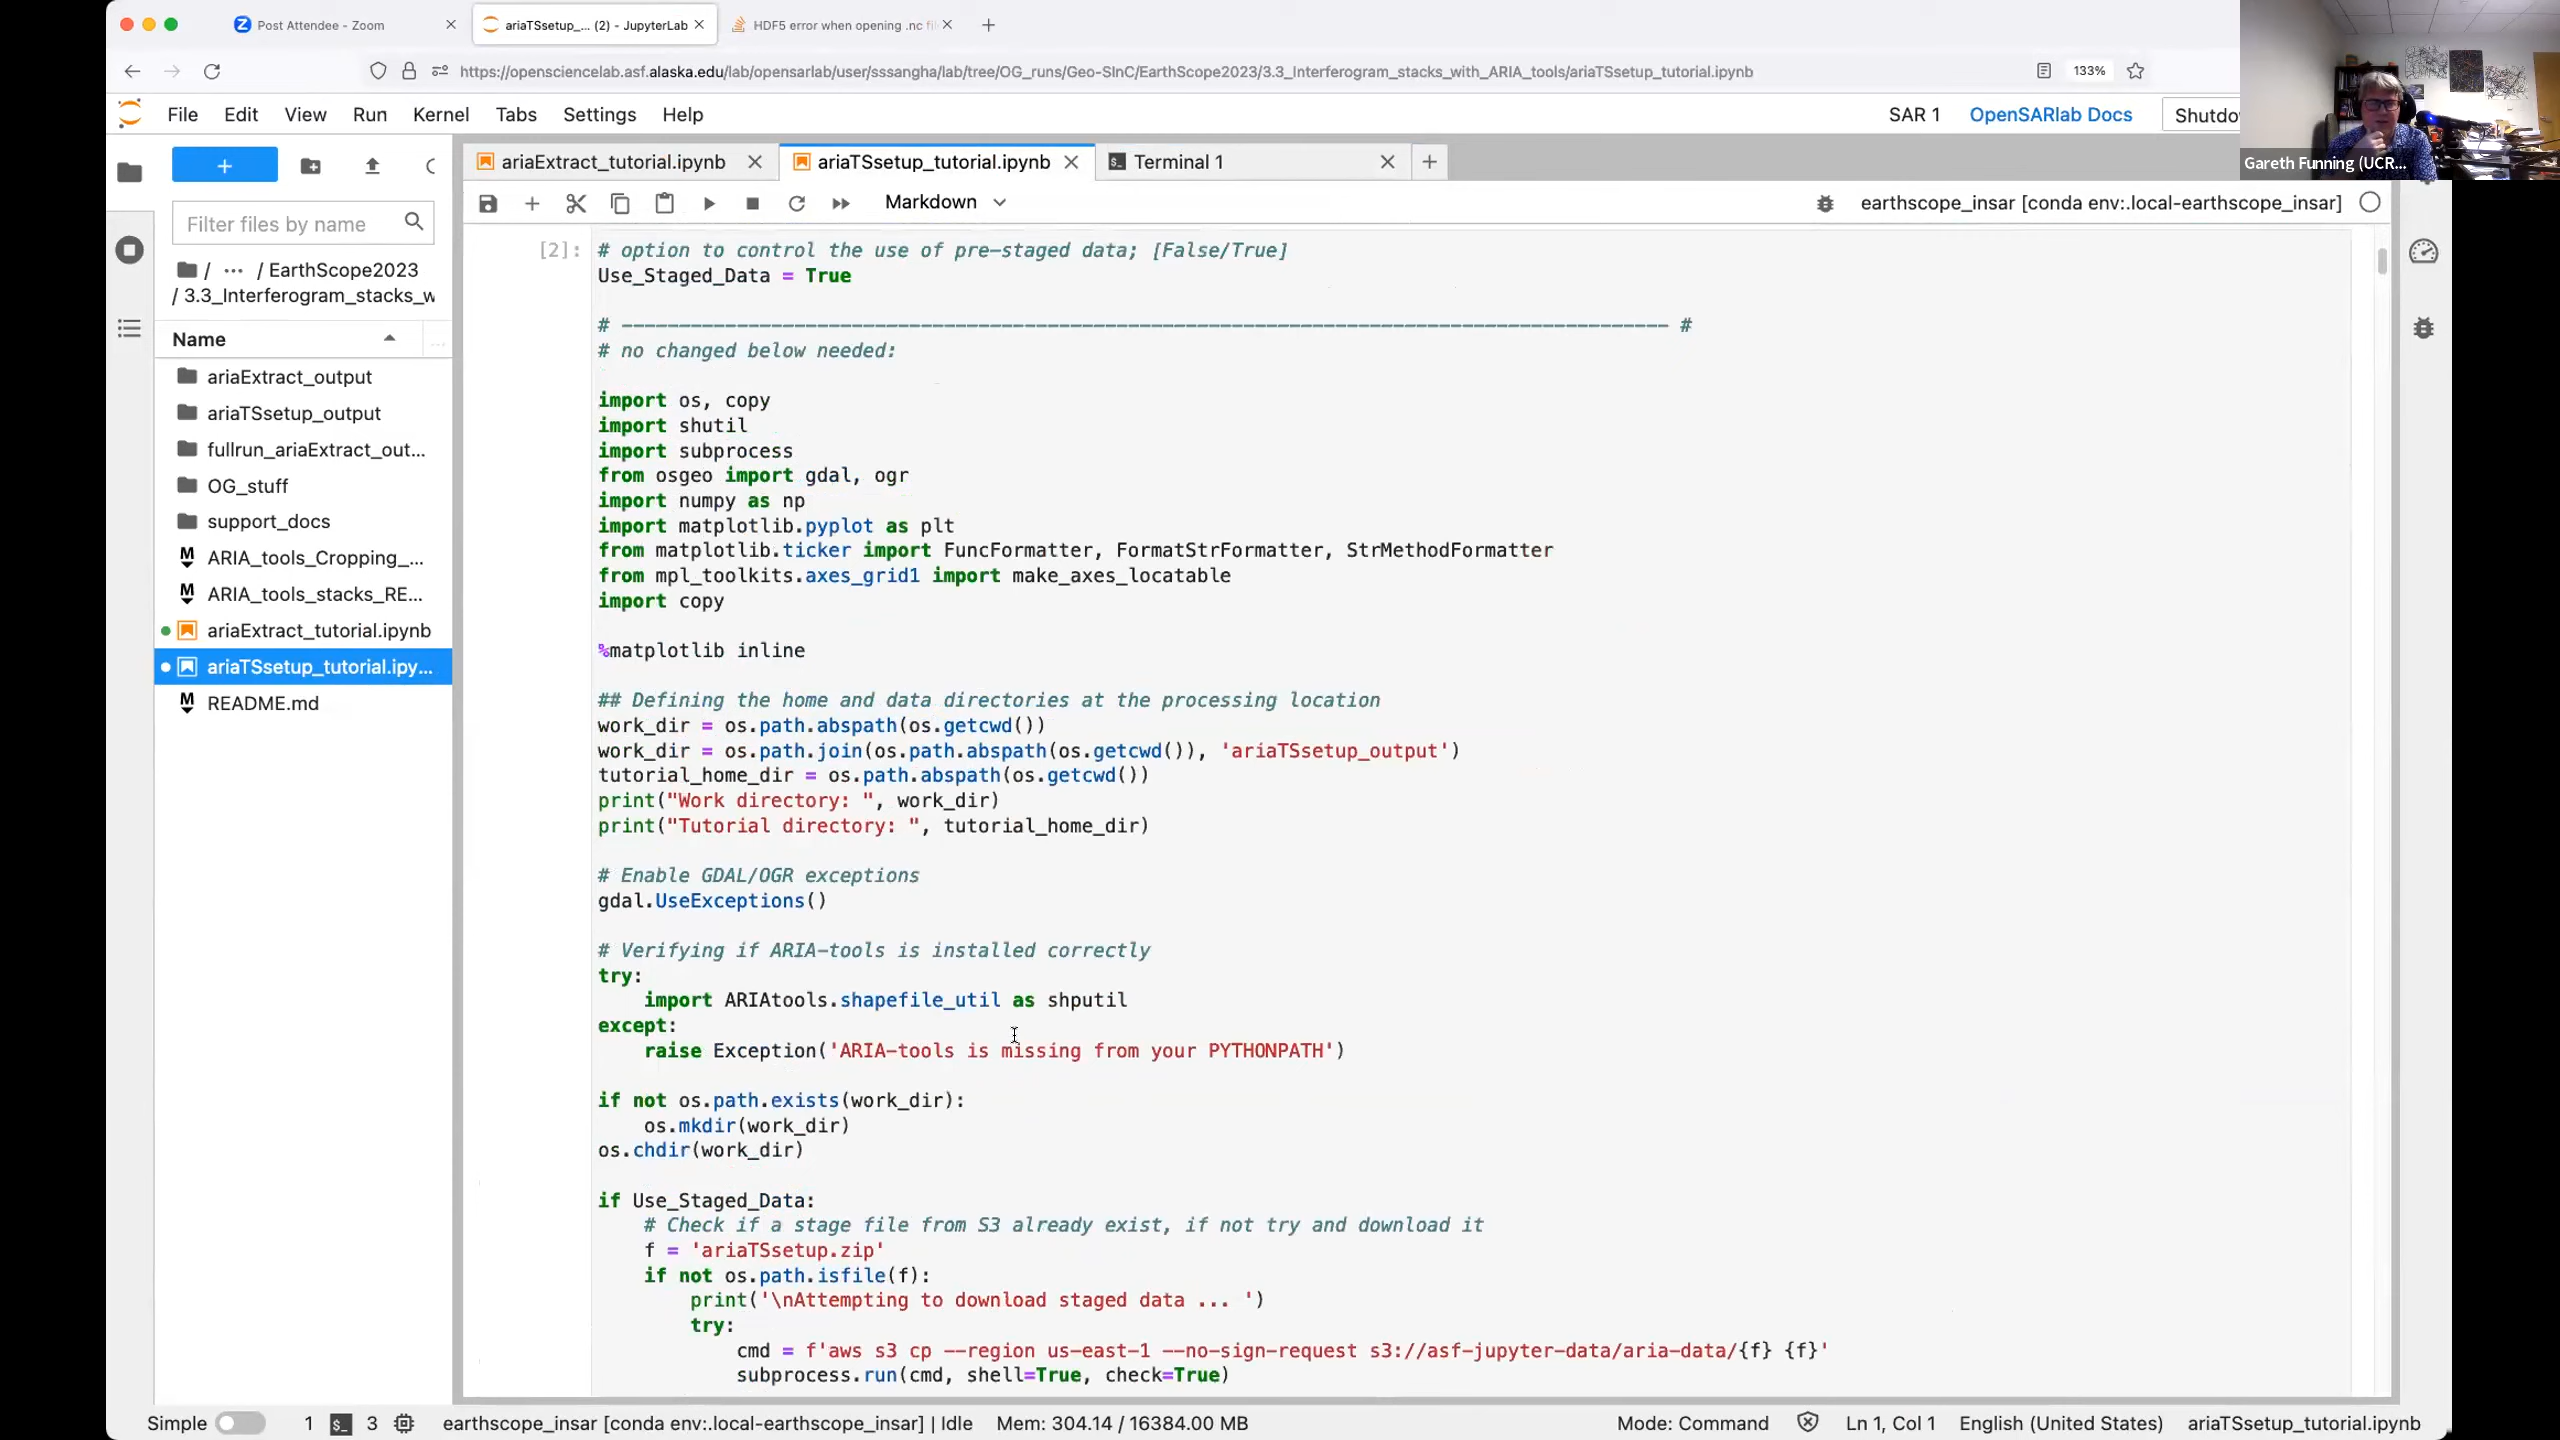 Post Attendee - Zoom
ariaTSsetup_... (2) - JupyterLab
HDF5 error when opening .nc fi
https://opensciencelab.asf.alaska.edu/lab/opensarlab/user/sssangha/lab/tree/OG_runs/Geo-SInC/EarthScope2023/3.3_Interferogram_stacks_with_ARIA_tools/ariaTSsetup_tutorial.ipynb
133%
File Edit View Run Kernel Tabs Settings Help
SAR 1 OpenSARlab Docs Shutdo
Gareth Funning (UCR...
ariaExtract_tutorial.ipynb
ariaTSsetup_tutorial.ipynb
Terminal 1
Markdown
earthscope_insar [conda env:.local-earthscope_insar]
Filter files by name
/ ... / EarthScope2023
/ 3.3_Interferogram_stacks_w
Name
ariaExtract_output
ariaTSsetup_output
fullrun_ariaExtract_out...
OG_stuff
support_docs
ARIA_tools_Cropping_...
ARIA_tools_stacks_RE...
ariaExtract_tutorial.ipynb
ariaTSsetup_tutorial.ipy...
README.md
[2]:
# option to control the use of pre-staged data; [False/True]
Use_Staged_Data = True
# ------------------------------------------------------------------------------------------- #
# no changed below needed:
import os, copy
import shutil
import subprocess
from osgeo import gdal, ogr
import numpy as np
import matplotlib.pyplot as plt
from matplotlib.ticker import FuncFormatter, FormatStrFormatter, StrMethodFormatter
from mpl_toolkits.axes_grid1 import make_axes_locatable
import copy
%matplotlib inline
## Defining the home and data directories at the processing location
work_dir = os.path.abspath(os.getcwd())
work_dir = os.path.join(os.path.abspath(os.getcwd()), 'ariaTSsetup_output')
tutorial_home_dir = os.path.abspath(os.getcwd())
print("Work directory: ", work_dir)
print("Tutorial directory: ", tutorial_home_dir)
# Enable GDAL/OGR exceptions
gdal.UseExceptions()
# Verifying if ARIA-tools is installed correctly
try:
import ARIAtools.shapefile_util as shputil
except:
raise Exception('ARIA-tools is missing from your PYTHONPATH')
if not os.path.exists(work_dir):
os.mkdir(work_dir)
os.chdir(work_dir)
if Use_Staged_Data:
# Check if a stage file from S3 already exist, if not try and download it
f = 'ariaTSsetup.zip'
if not os.path.isfile(f):
print('\nAttempting to download staged data ... ')
try:
cmd = f'aws s3 cp --region us-east-1 --no-sign-request s3://asf-jupyter-data/aria-data/{f} {f}'
subprocess.run(cmd, shell=True, check=True)
Simple 1 3 earthscope_insar [conda env:.local-earthscope_insar] | Idle Mem: 304.14 / 16384.00 MB
Mode: Command Ln 1, Col 1 English (United States) ariaTSsetup_tutorial.ipynb